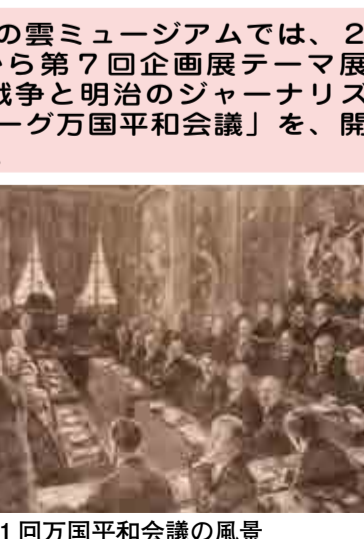 の雲ミュージアムでは、2
ら第7回企画展テーマ展
戦争と明治のジャーナリズ
ーグ万国平和会議」を、開
1回万国平和会議の風景